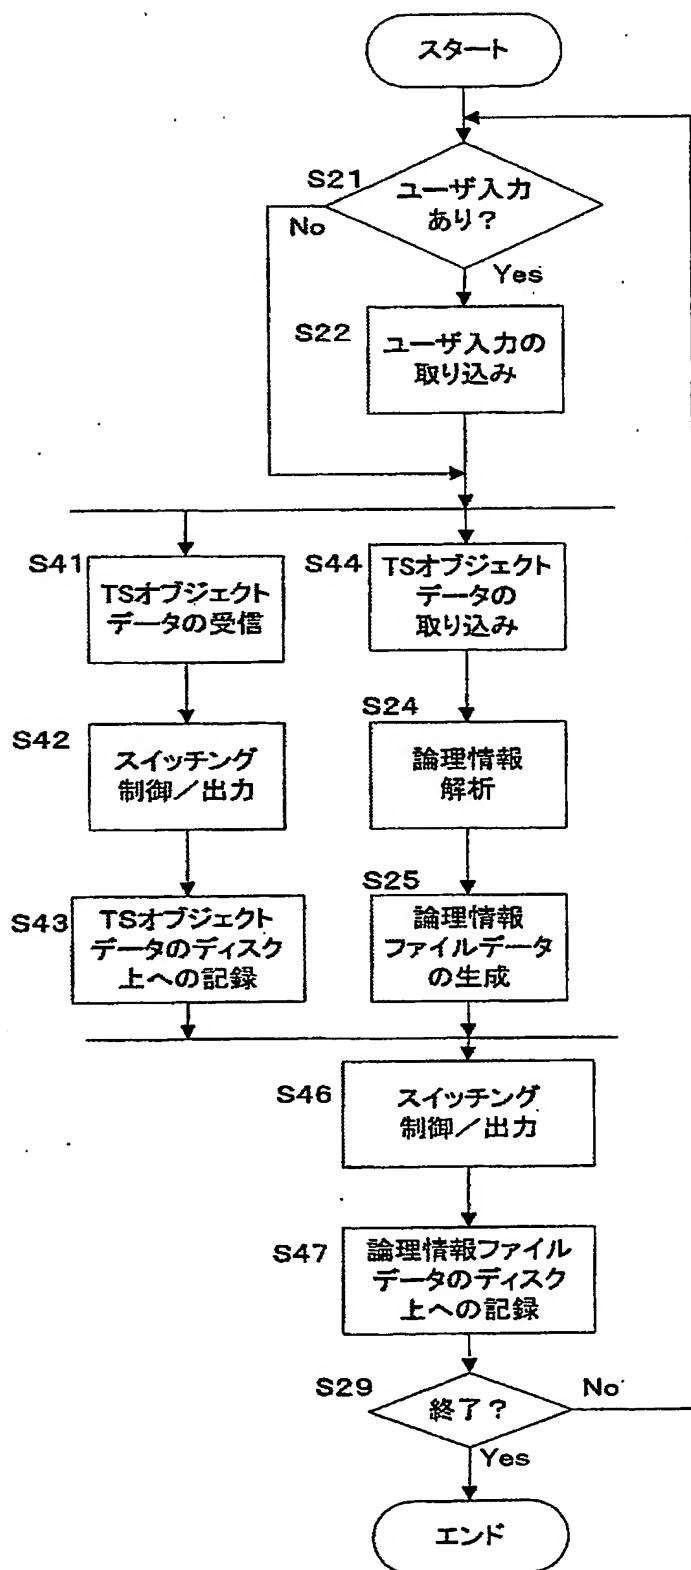 スタート
S21
ユーザ入力
あり?
No
Yes
S22
ユーザ入力の
取り込み
S41
TSオブジェクト
データの受信
S44
TSオブジェクト
データの
取り込み
S42
スイッチング
制御／出力
S24
論理情報
解析
S43
TSオブジェクト
データのディスク
上への記録
S25
論理情報
ファイルデータ
の生成
S46
スイッチング
制御／出力
S47
論理情報ファイル
データのディスク
上への記録
S29
終了?
No
Yes
エンド